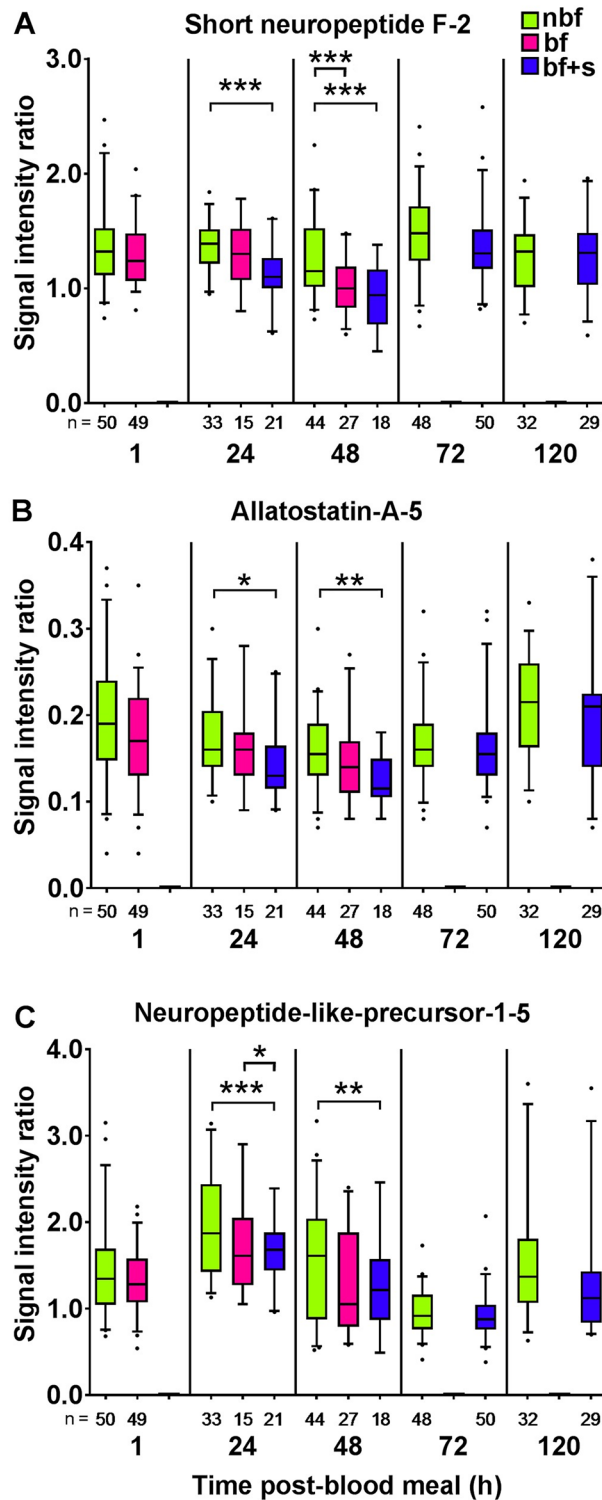 A Short neuropeptide F-2
nbf
bf
bf+s
Signal intensity ratio
3.0
2.0
1.0
0.0
*** *** ***
n = 50 49 33 15 21 44 27 18 48 50 32 29
1 24 48 72 120
B Allatostatin-A-5
Signal intensity ratio
0.4
0.3
0.2
0.1
0.0
* **
n = 50 49 33 15 21 44 27 18 48 50 32 29
1 24 48 72 120
C Neuropeptide-like-precursor-1-5
Signal intensity ratio
4.0
3.0
2.0
1.0
0.0
* *** **
n = 50 49 33 15 21 44 27 18 48 50 32 29
1 24 48 72 120
Time post-blood meal (h)